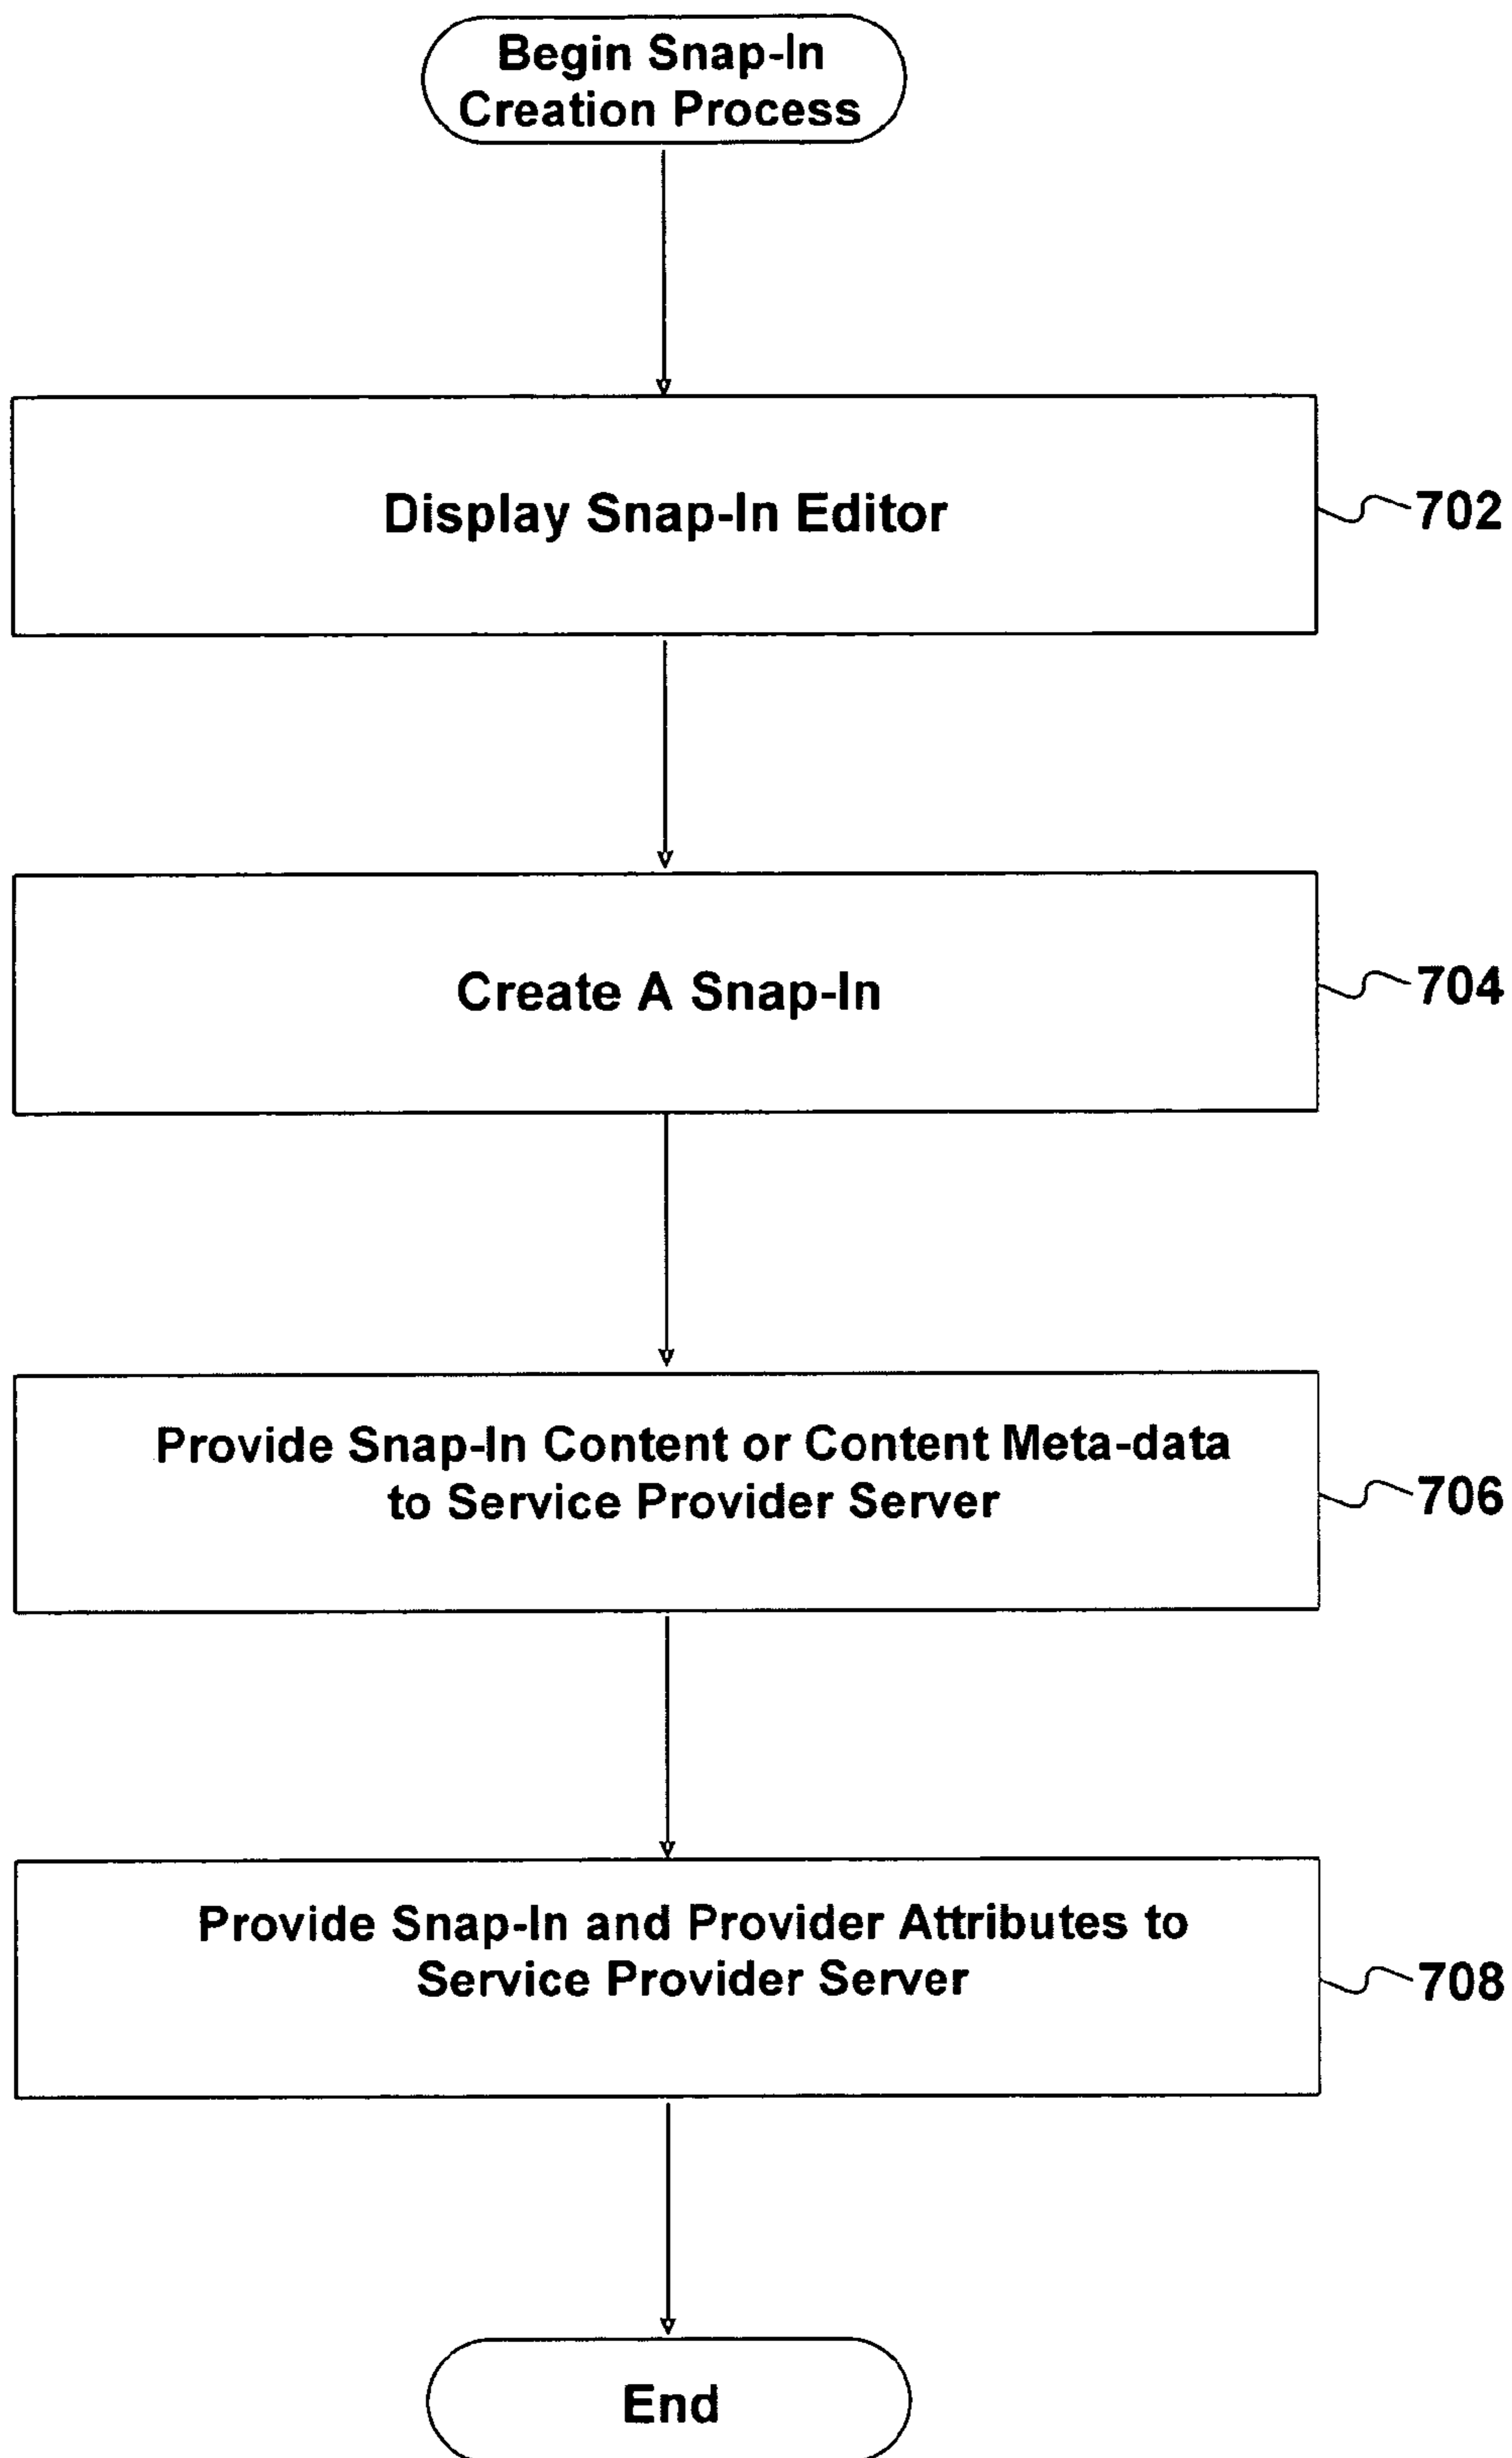 Begin Snap-In
Creation Process
Display Snap-In Editor
702
Create A Snap-In
704
Provide Snap-In Content or Content Meta-data
to Service Provider Server
706
Provide Snap-In and Provider Attributes to
Service Provider Server
708
End